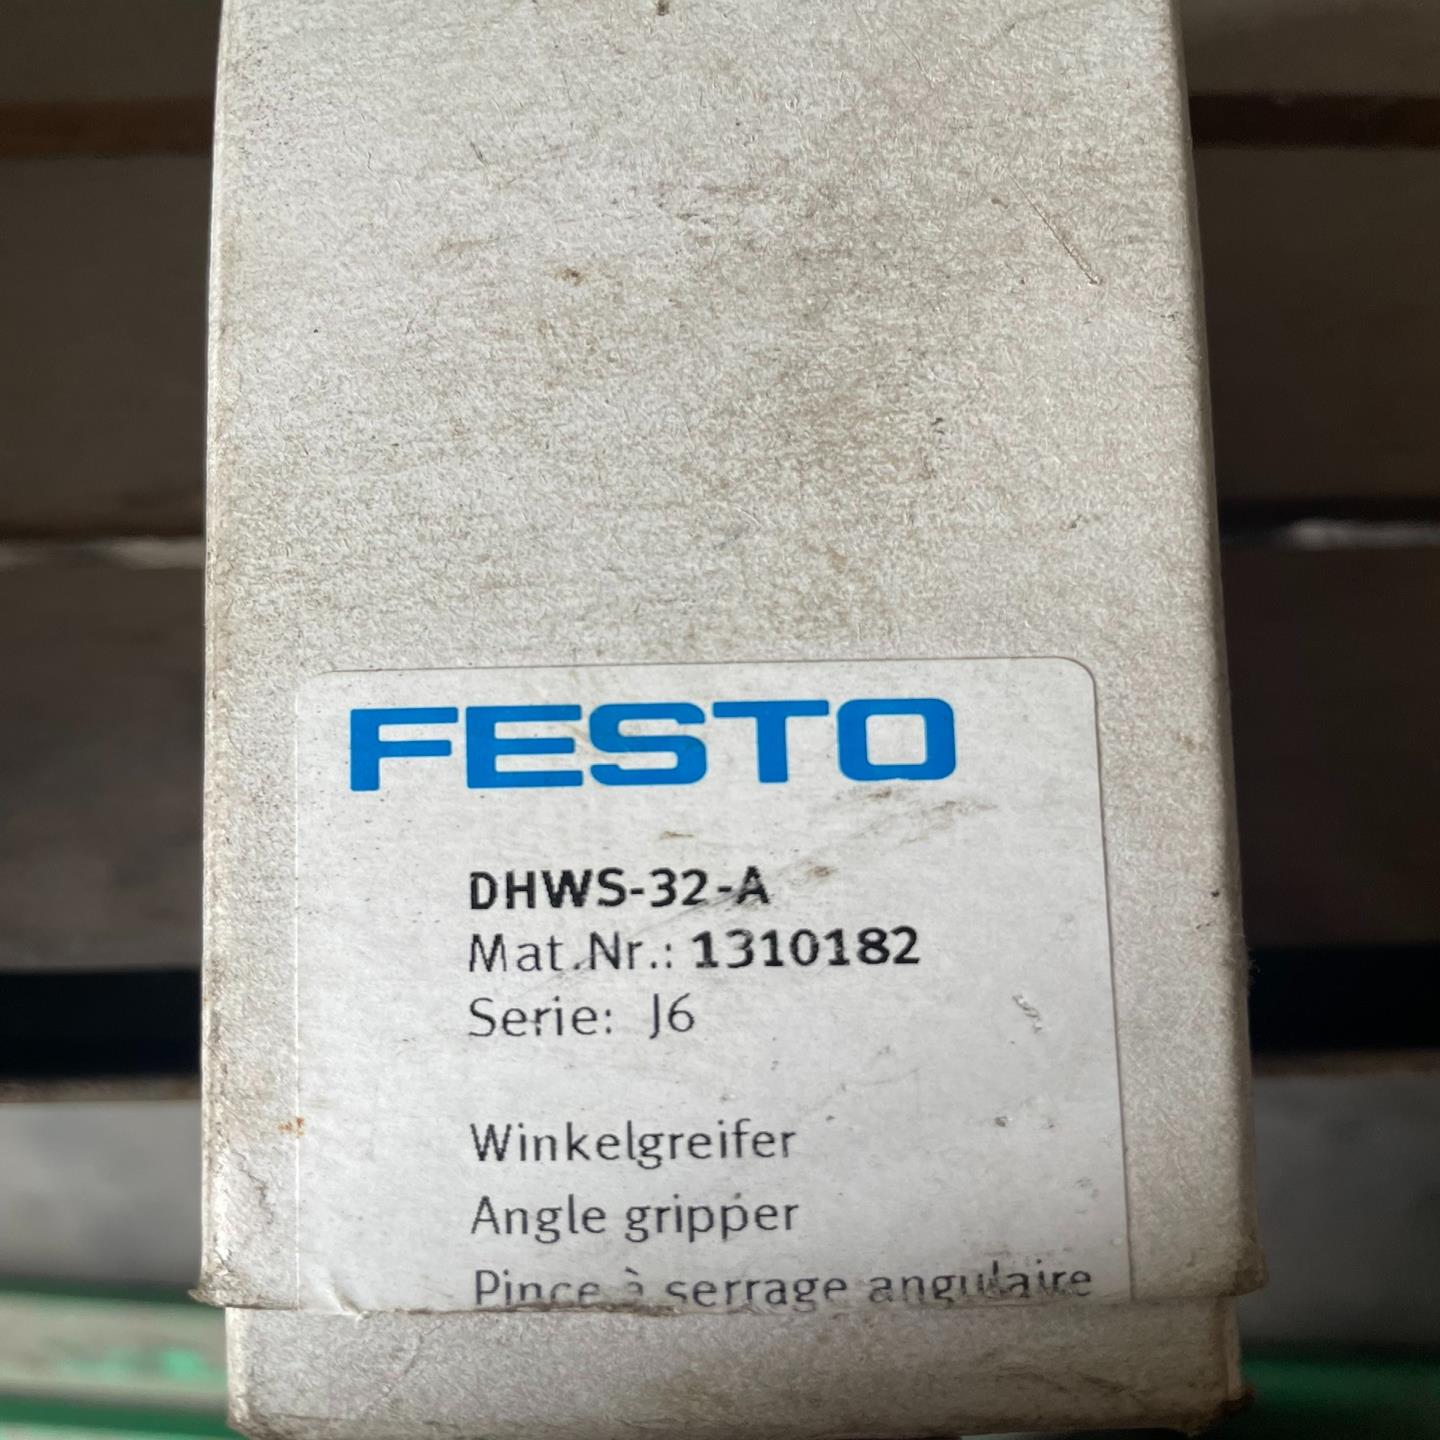 FESTO
DHWS-32-A
Mat.Nr.: 1310182
Serie: J6
Winkelgreifer
Angle gripper
Pince à serrage angulaire